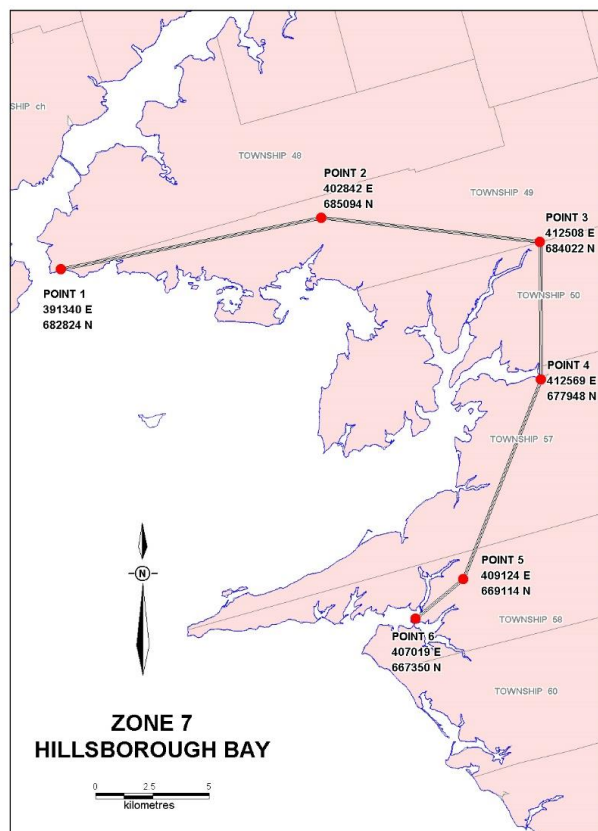 SHIP ch
TOWNSHIP 48
POINT 2
402842 E
685094 N
TOWNSHIP 49
POINT 3
412508 E
684022 N
POINT 1
391340 E
682824 N
TOWNSHIP 50
POINT 4
412569 E
677948 N
TOWNSHIP 57
N
POINT 5
409124 E
669114 N
TOWNSHIP 58
POINT 6
407019 E
667350 N
TOWNSHIP 60
ZONE 7
HILLSBOROUGH BAY
0 2.5 5
kilometres